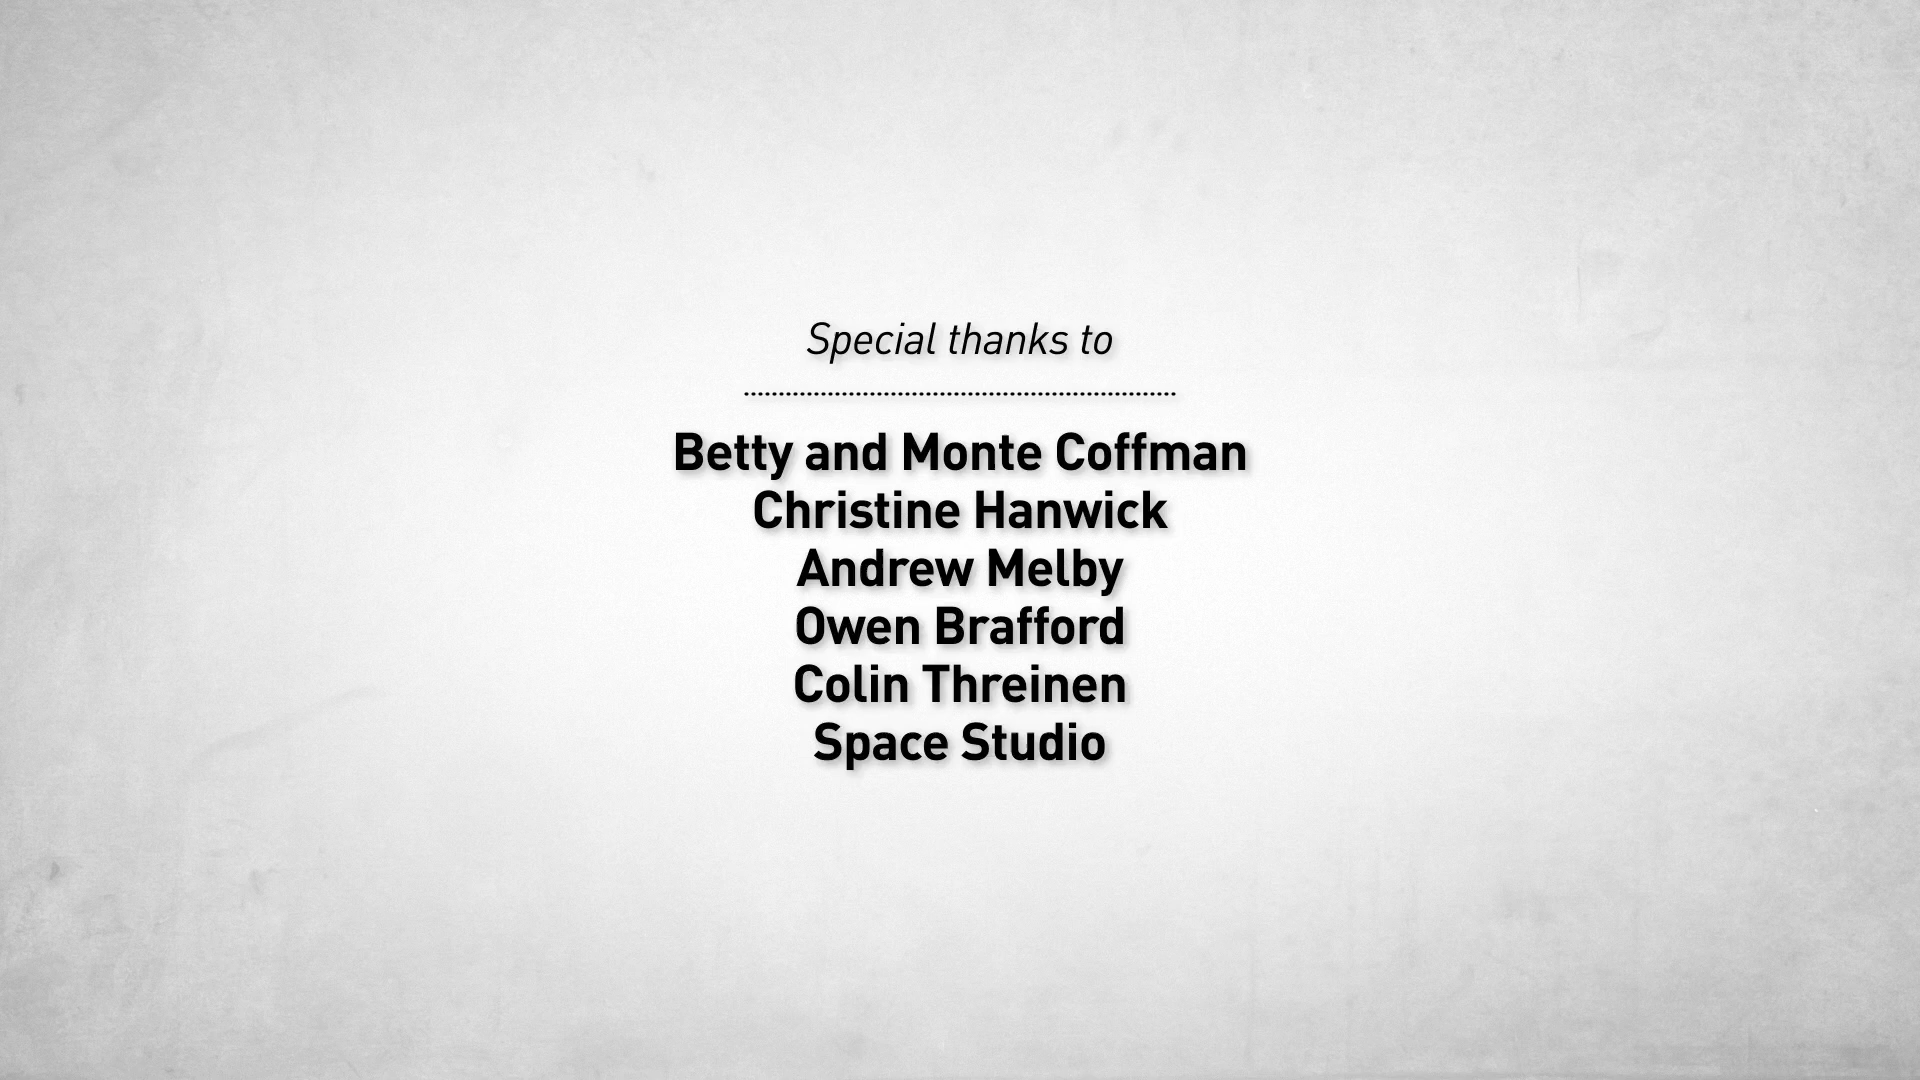 Special thanks to
Betty and Monte Coffman
Christine Hanwick
Andrew Melby
Owen Brafford
Colin Threinen
Space Studio